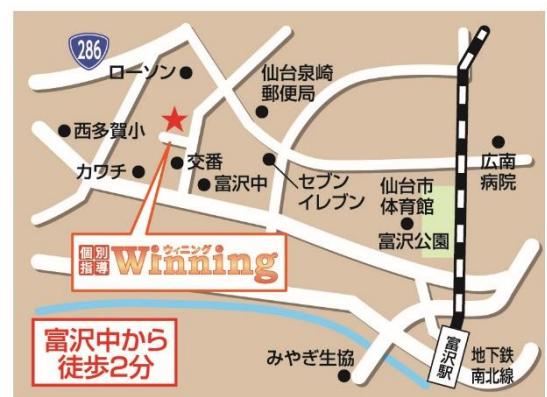 286
ローソン
仙台泉崎
郵便局
西多賀小
カワチ
交番
富沢中
セブン
イレブン
仙台市
体育館
富沢公園
広南
病院
個別
指導
ウィニング
Winning
富沢中から
徒歩2分
みやぎ生協
富沢駅
地下鉄
南北線